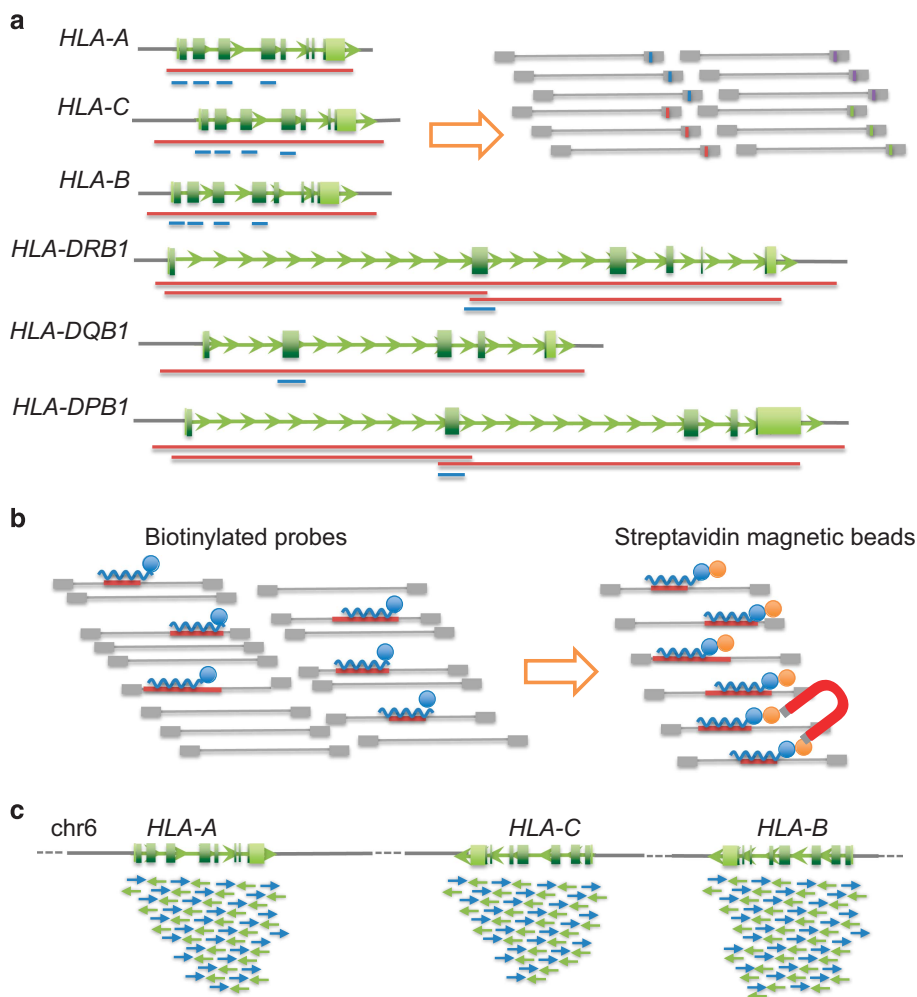 a
HLA-A
HLA-C
HLA-B
HLA-DRB1
HLA-DQB1
HLA-DPB1
b
Biotinylated probes
Streptavidin magnetic beads
c
chr6
HLA-A
HLA-C
HLA-B